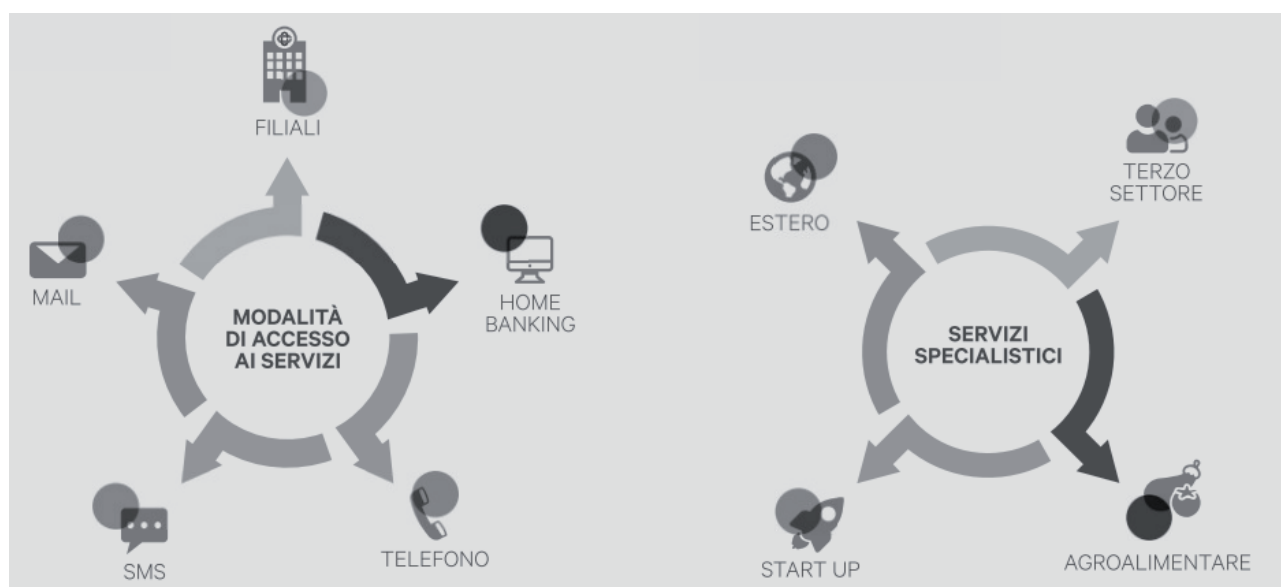 FILIALI
MAIL
HOME
BANKING
MODALITÀ
DI ACCESSO
AI SERVIZI
SMS
TELEFONO
ESTERO
TERZO
SETTORE
SERVIZI
SPECIALISTICI
START UP
AGROALIMENTARE